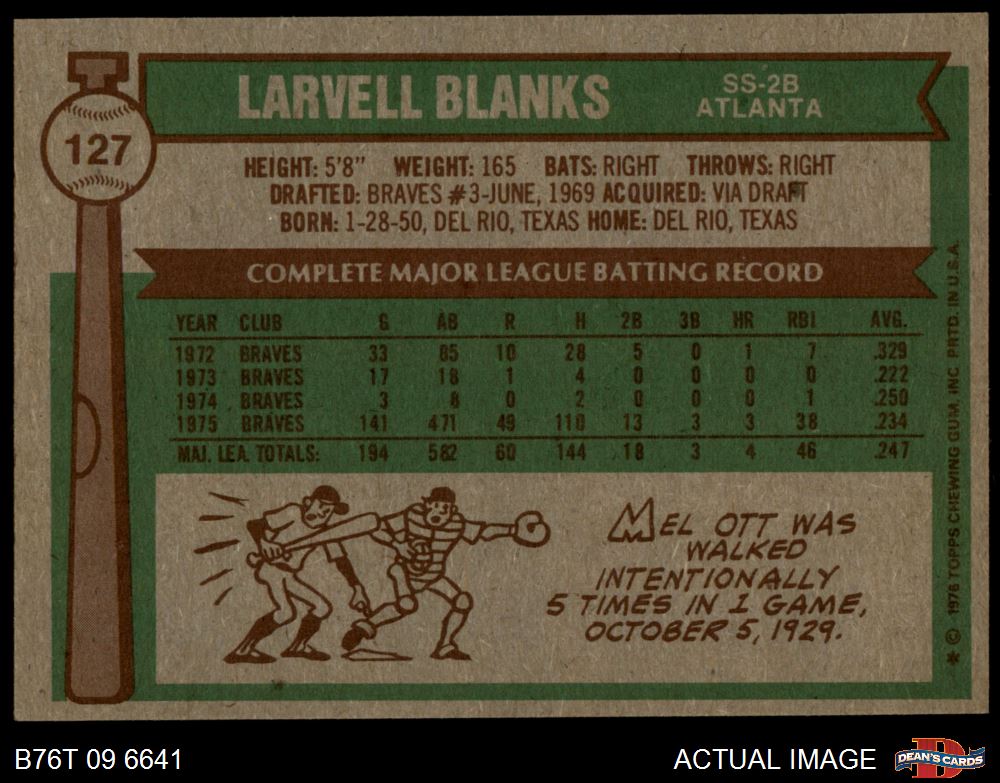 LARVELL BLANKS
SS-2B
ATLANTA
127
HEIGHT: 5'8" WEIGHT: 165 BATS: RIGHT THROWS: RIGHT
DRAFTED: BRAVES #3-JUNE, 1969 ACQUIRED: VIA DRAFT
BORN: 1-28-50, DEL RIO, TEXAS HOME: DEL RIO, TEXAS
COMPLETE MAJOR LEAGUE BATTING RECORD
YEAR CLUB G AB R H 2B 3B HR RBI AVG.
1972 BRAVES 33 85 10 28 5 0 1 7 .329
1973 BRAVES 17 18 1 4 0 0 0 0 .222
1974 BRAVES 3 8 0 2 0 0 0 1 .250
1975 BRAVES 141 471 49 110 13 3 3 38 .234
MAJ. LEA. TOTALS: 194 582 60 144 18 3 4 46 .247
MEL OTT WAS
WALKED
INTENTIONALLY
5 TIMES IN 1 GAME,
OCTOBER 5, 1929.
* © 1976 TOPPS CHEWING GUM, INC. PRTD. IN U.S.A.
B76T 09 6641
ACTUAL IMAGE
D
DEAN'S CARDS